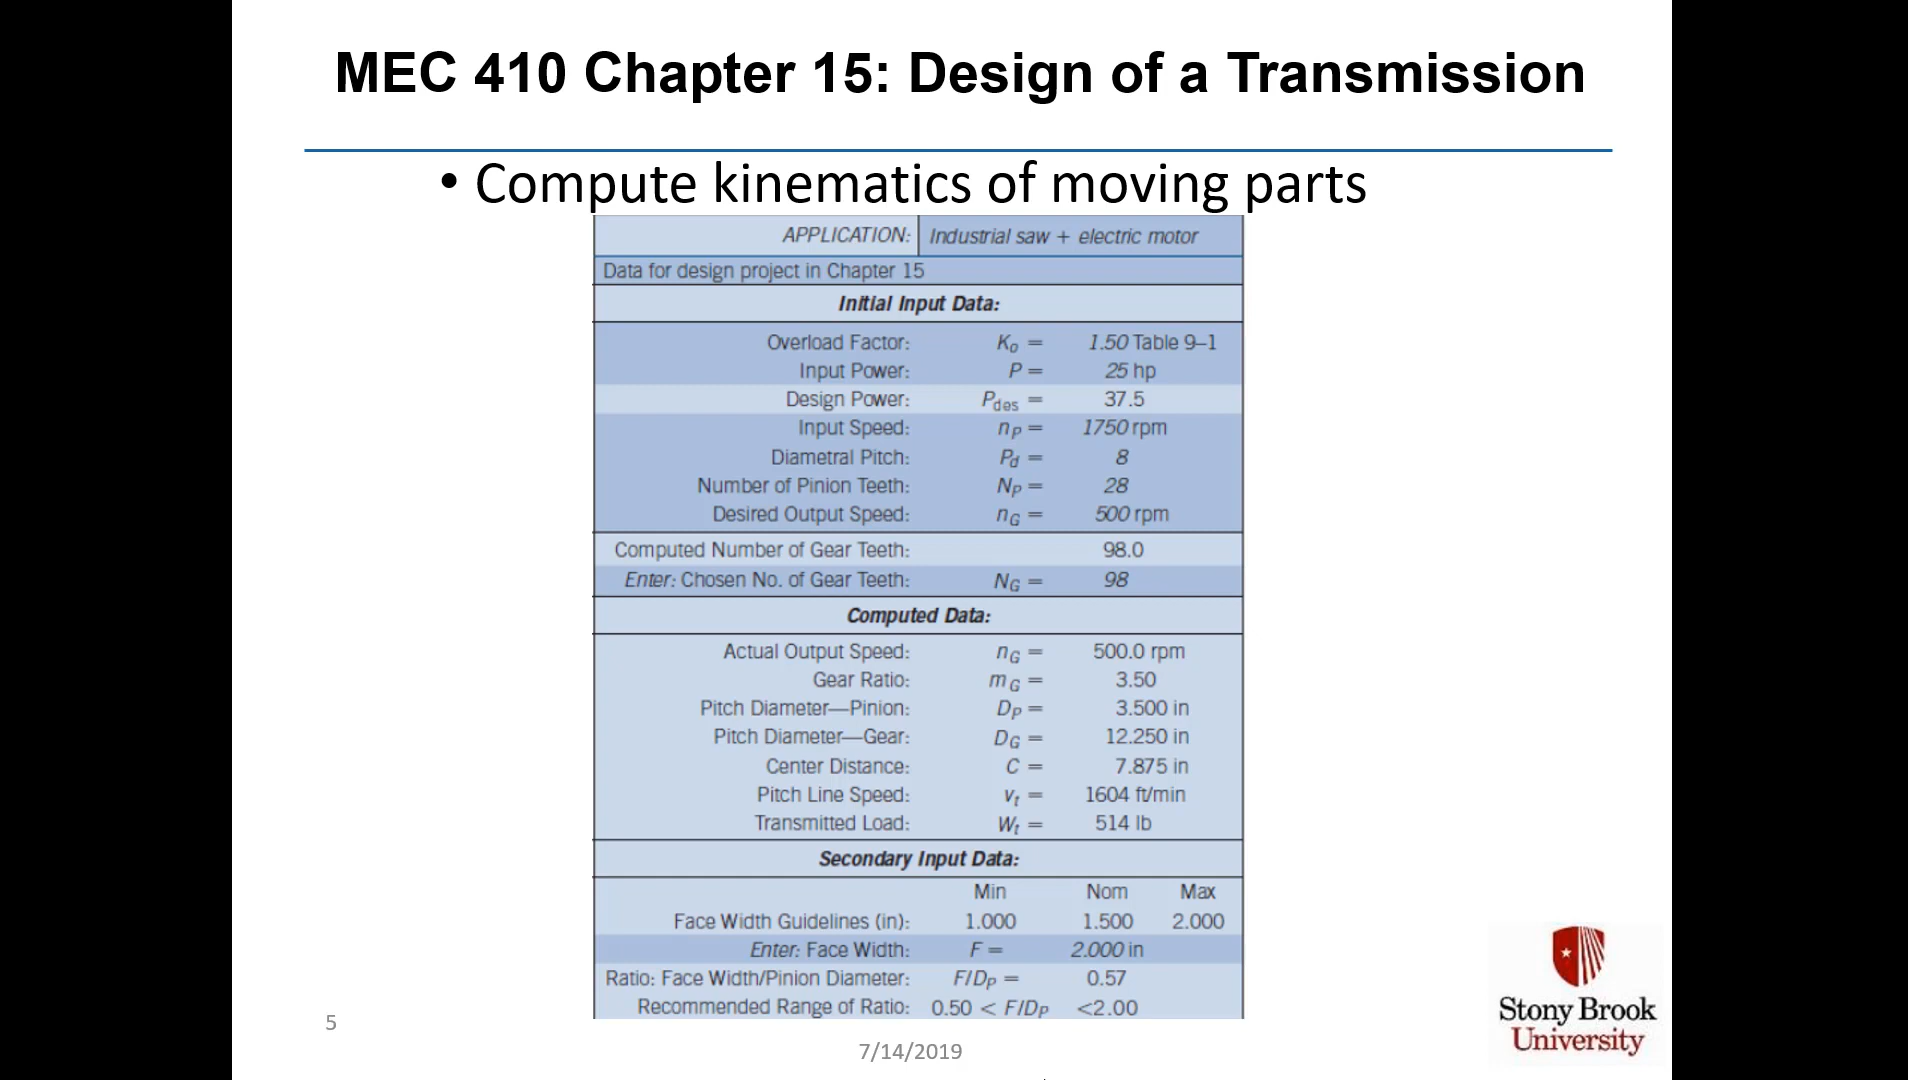 MEC 410 Chapter 15: Design of a Transmission
• Compute kinematics of moving parts
APPLICATION: Industrial saw + electric motor
Data for design project in Chapter 15
Initial Input Data:
Overload Factor: Ko = 1.50 Table 9–1
Input Power: P = 25 hp
Design Power: Pdes = 37.5
Input Speed: nP = 1750 rpm
Diametral Pitch: Pd = 8
Number of Pinion Teeth: NP = 28
Desired Output Speed: nG = 500 rpm
Computed Number of Gear Teeth: 98.0
Enter: Chosen No. of Gear Teeth: NG = 98
Computed Data:
Actual Output Speed: nG = 500.0 rpm
Gear Ratio: mG = 3.50
Pitch Diameter—Pinion: DP = 3.500 in
Pitch Diameter—Gear: DG = 12.250 in
Center Distance: C = 7.875 in
Pitch Line Speed: vt = 1604 ft/min
Transmitted Load: Wt = 514 lb
Secondary Input Data:
Min Nom Max
Face Width Guidelines (in): 1.000 1.500 2.000
Enter: Face Width: F = 2.000 in
Ratio: Face Width/Pinion Diameter: F/DP = 0.57
Recommended Range of Ratio: 0.50 < F/DP <2.00
5
7/14/2019
Stony Brook
University